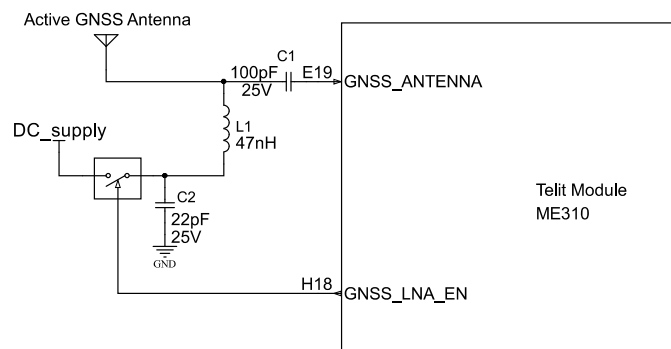 Active GNSS Antenna
C1
100pF
25V
E19
GNSS_ANTENNA
L1
47nH
DC_supply
C2
22pF
25V
GND
Telit Module
ME310
H18
GNSS_LNA_EN